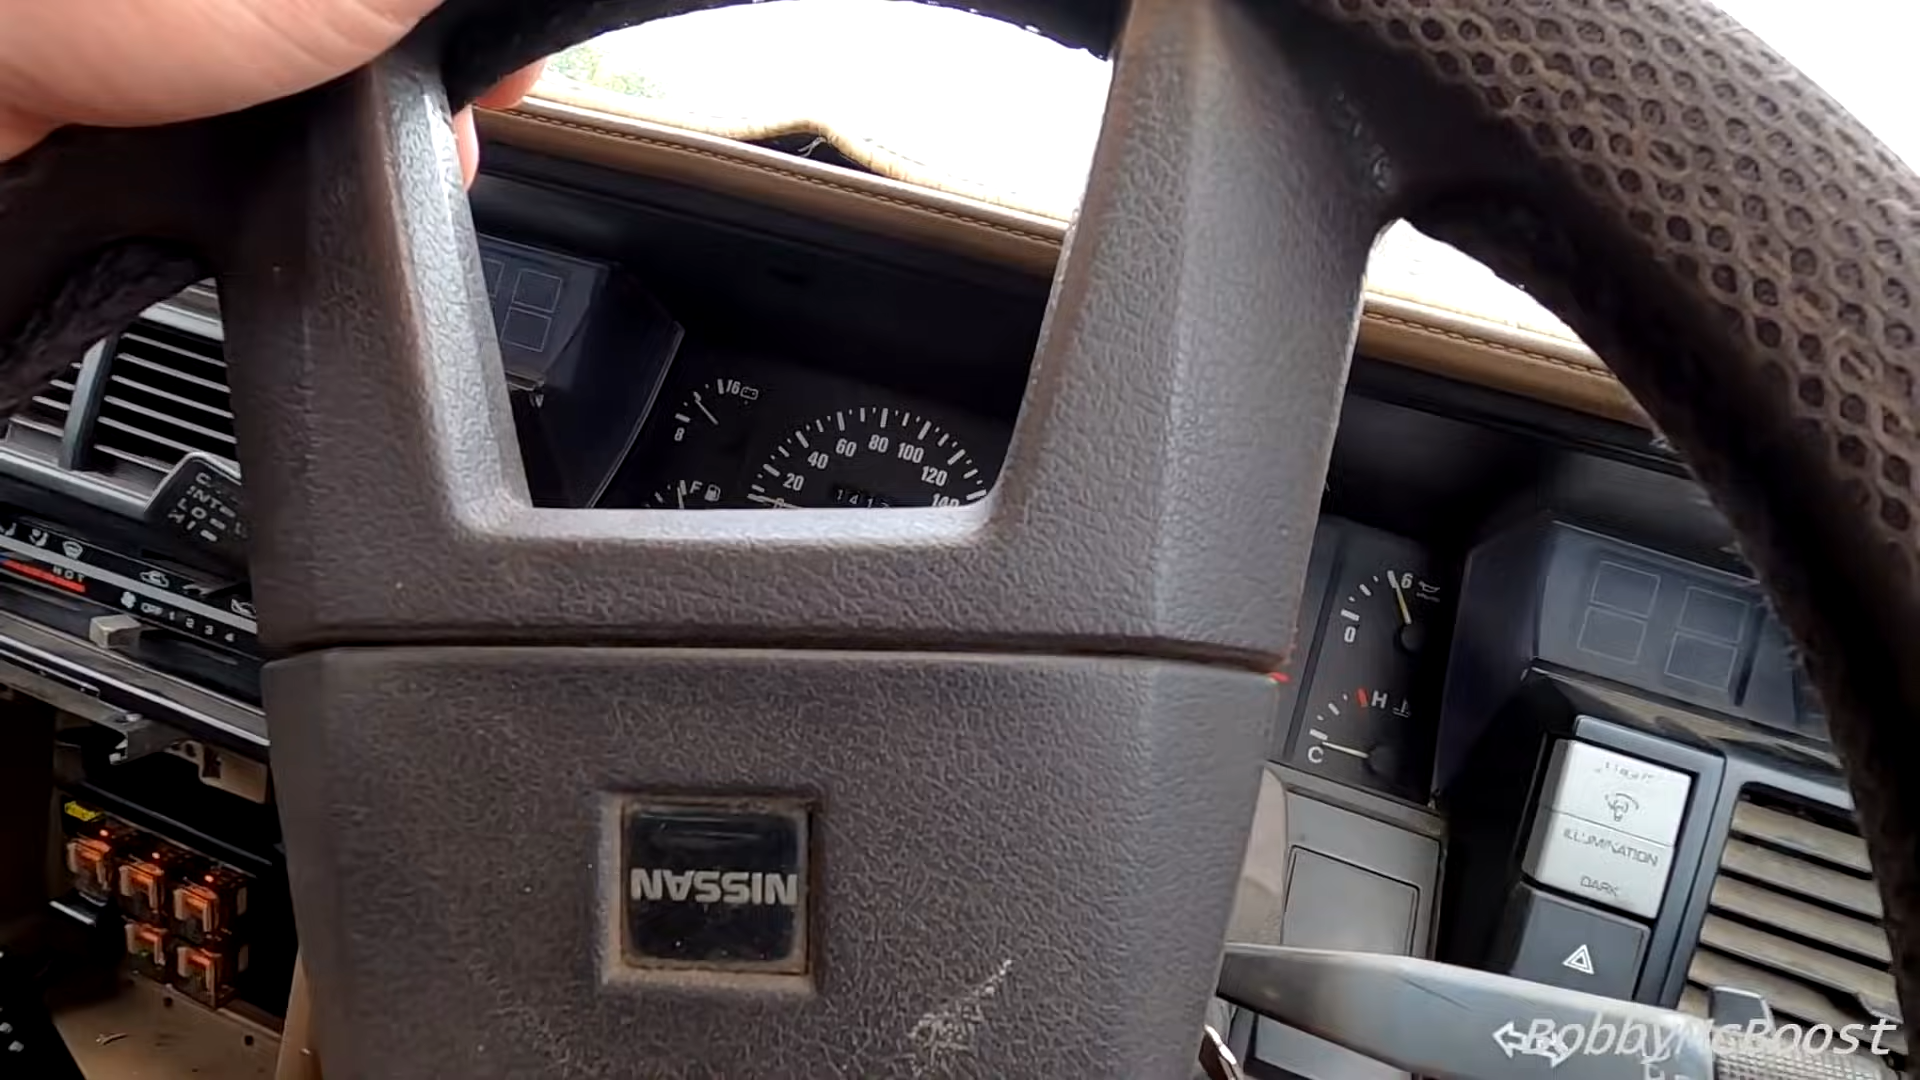 16
8
F
20
40
60
80
100
120
140
6
0
H
C
HOT
OFF 1 2 3 4
NISSAN
ILLUMINATION
DARK
BobbyMcBoost